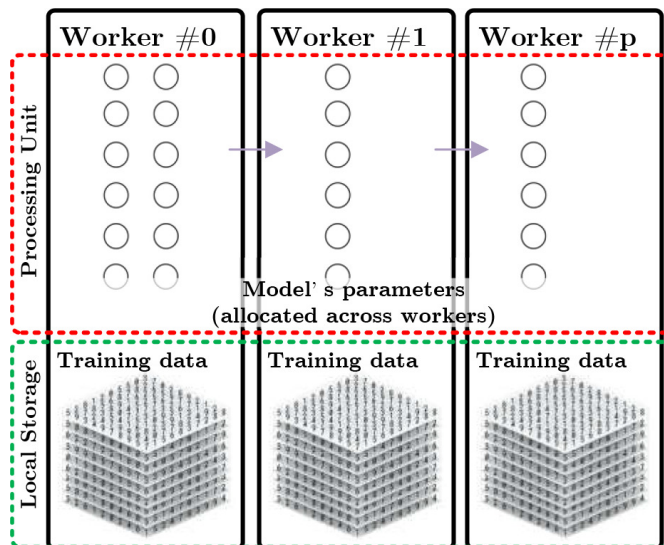 Worker #0
Worker #1
Worker #p
Processing Unit
Model's parameters
(allocated across workers)
Local Storage
Training data
Training data
Training data